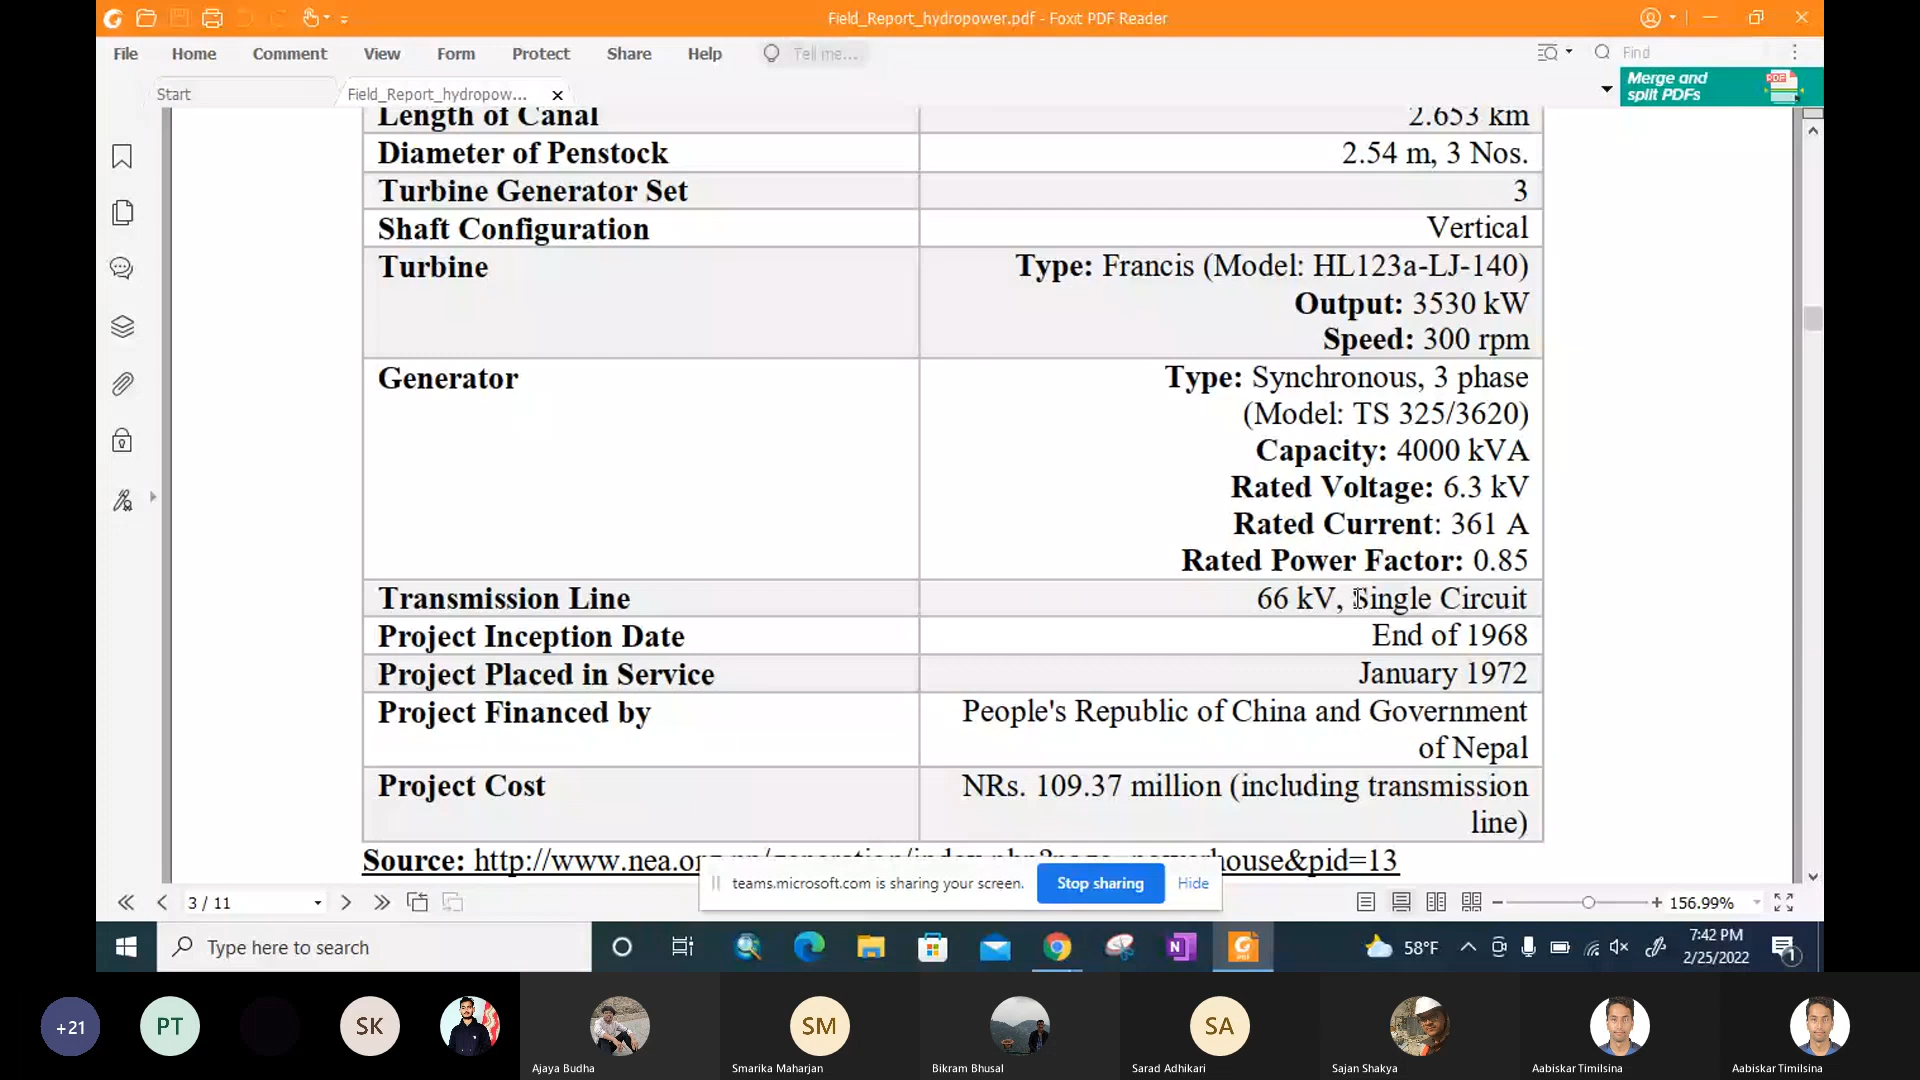 Field_Report_hydropower.pdf - Foxit PDF Reader
File Home Comment View Form Protect Share Help Tell me... Find
Start Field_Report_hydropow...
Merge and
split PDFs
Length of Canal 2.653 km
Diameter of Penstock 2.54 m, 3 Nos.
Turbine Generator Set 3
Shaft Configuration Vertical
Turbine Type: Francis (Model: HL123a-LJ-140)
Output: 3530 kW
Speed: 300 rpm
Generator Type: Synchronous, 3 phase
(Model: TS 325/3620)
Capacity: 4000 kVA
Rated Voltage: 6.3 kV
Rated Current: 361 A
Rated Power Factor: 0.85
Transmission Line 66 kV, Single Circuit
Project Inception Date End of 1968
Project Placed in Service January 1972
Project Financed by People's Republic of China and Government
of Nepal
Project Cost NRs. 109.37 million (including transmission
line)
Source: http://www.nea.org
teams.microsoft.com is sharing your screen. Stop sharing Hide
3 / 11 156.99%
Type here to search 58°F 7:42 PM
2/25/2022
+21 PT SK SM SA
Ajaya Budha Smarika Maharjan Bikram Bhusal Sarad Adhikari Sajan Shakya Aabiskar Timilsina Aabiskar Timilsina